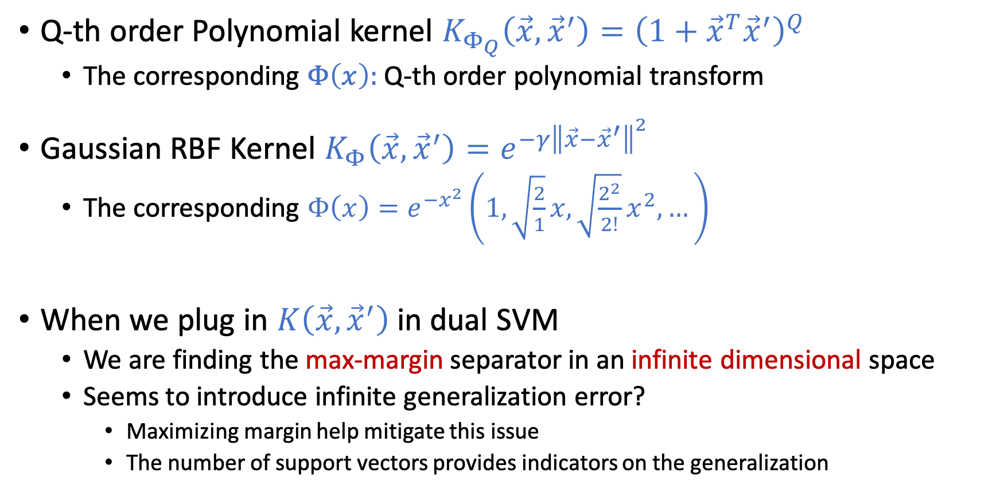 • Q-th order Polynomial kernel $K_{\Phi_Q}(\vec{x}, \vec{x}') = (1 + \vec{x}^T \vec{x}')^Q$
• The corresponding $\Phi(x)$: Q-th order polynomial transform
• Gaussian RBF Kernel $K_{\Phi}(\vec{x}, \vec{x}') = e^{-\gamma \|\vec{x} - \vec{x}'\|^2}$
• The corresponding $\Phi(x) = e^{-x^2} \left(1, \sqrt{\frac{2}{1}} x, \sqrt{\frac{2^2}{2!}} x^2, \ldots \right)$
• When we plug in $K(\vec{x}, \vec{x}')$ in dual SVM
• We are finding the max-margin separator in an infinite dimensional space
• Seems to introduce infinite generalization error?
• Maximizing margin help mitigate this issue
• The number of support vectors provides indicators on the generalization